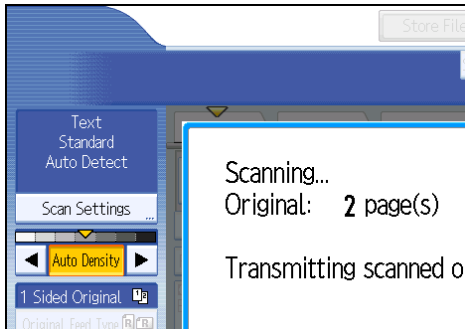 Store File
Text
Standard
Auto Detect
Scan Settings
Auto Density
1 Sided Original
Original Feed Type
Scanning...
Original: 2 page(s)
Transmitting scanned o